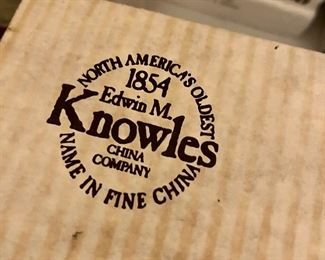 NORTH AMERICA'S OLDEST
1854
Edwin M.
Knowles
CHINA
COMPANY
NAME IN FINE CHINA